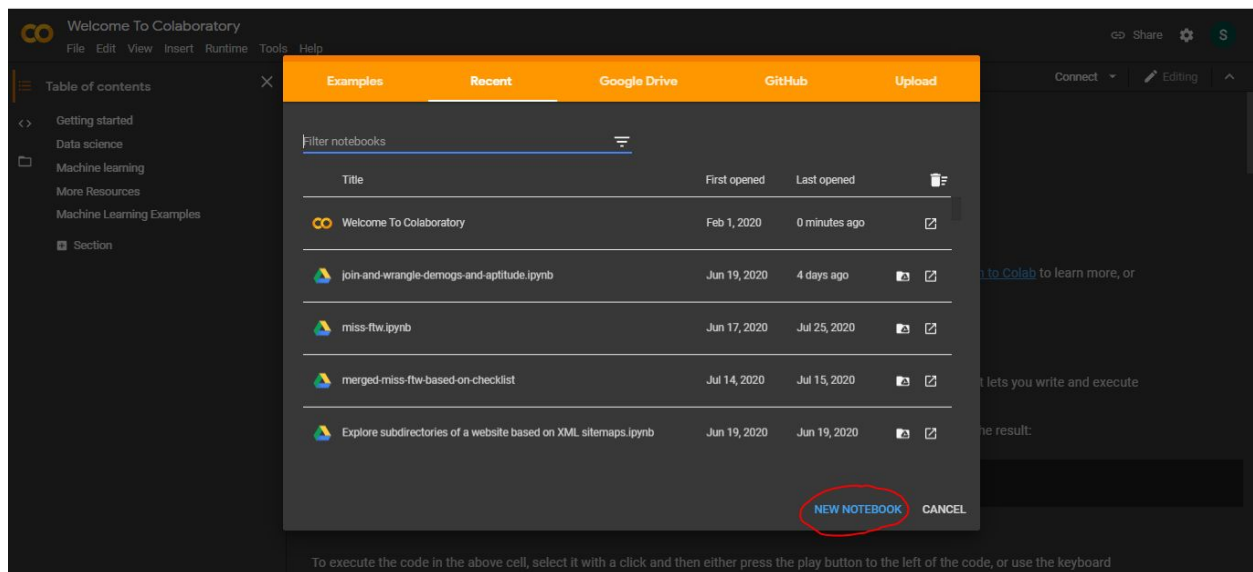 Welcome To Colaboratory
File Edit View Insert Runtime Tools Help
Share
S
Connect
Editing
Table of contents
Getting started
Data science
Machine learning
More Resources
Machine Learning Examples
Section
Examples Recent Google Drive GitHub Upload
Filter notebooks
Title First opened Last opened
Welcome To Colaboratory Feb 1, 2020 0 minutes ago
join-and-wrangle-demogs-and-aptitude.ipynb Jun 19, 2020 4 days ago
miss-ftw.ipynb Jun 17, 2020 Jul 25, 2020
merged-miss-ftw-based-on-checklist Jul 14, 2020 Jul 15, 2020
Explore subdirectories of a website based on XML sitemaps.ipynb Jun 19, 2020 Jun 19, 2020
NEW NOTEBOOK CANCEL
to Colab to learn more, or
t lets you write and execute
he result:
To execute the code in the above cell, select it with a click and then either press the play button to the left of the code, or use the keyboard